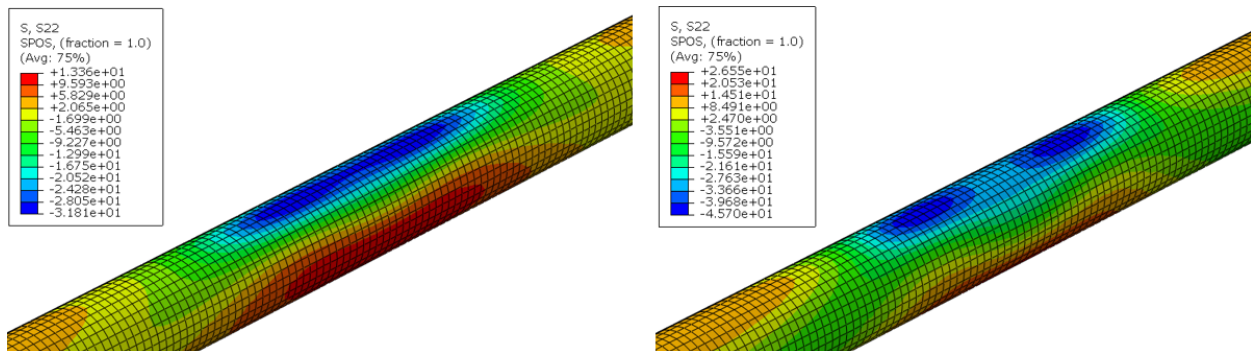 S, S22
SPOS, (fraction = 1.0)
(Avg: 75%)
+1.336e+01
+9.593e+00
+5.829e+00
+2.065e+00
-1.699e+00
-5.463e+00
-9.227e+00
-1.299e+01
-1.675e+01
-2.052e+01
-2.428e+01
-2.805e+01
-3.181e+01
S, S22
SPOS, (fraction = 1.0)
(Avg: 75%)
+2.655e+01
+2.053e+01
+1.451e+01
+8.491e+00
+2.470e+00
-3.551e+00
-9.572e+00
-1.559e+01
-2.161e+01
-2.763e+01
-3.366e+01
-3.968e+01
-4.570e+01